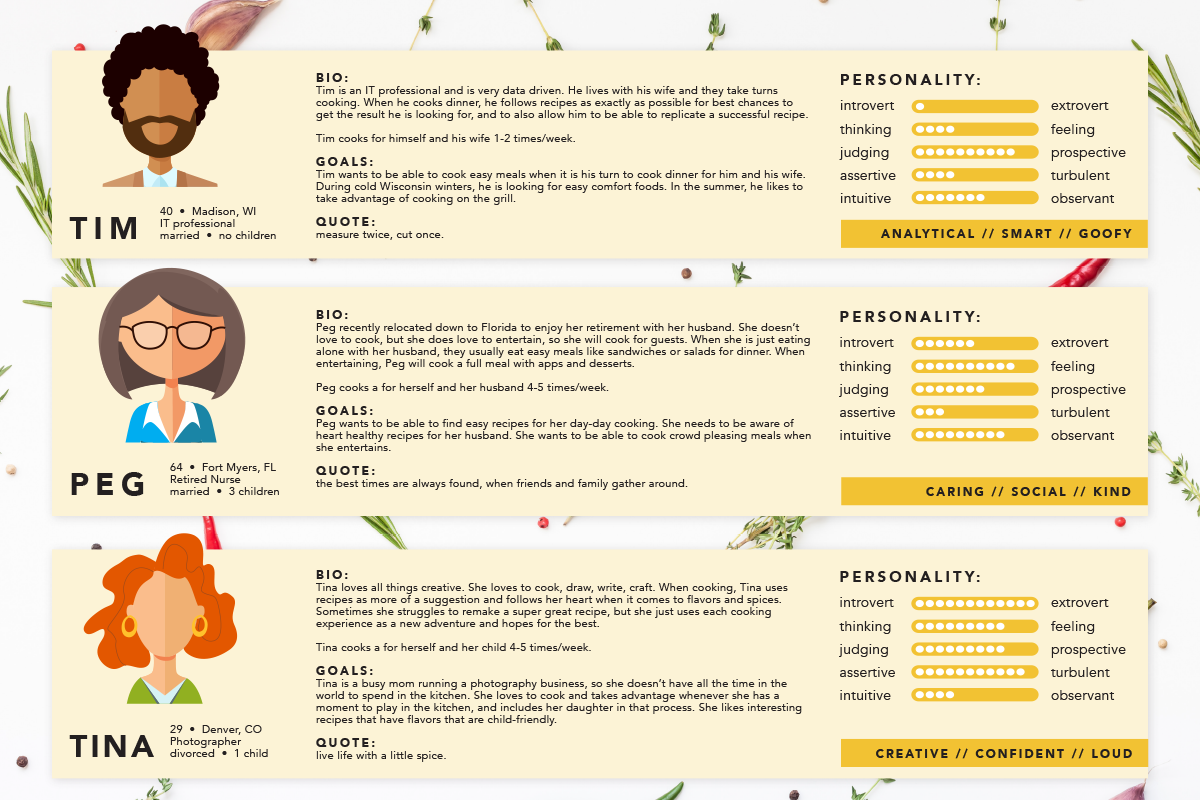 BIO:
Tim is an IT professional and is very data driven. He lives with his wife and they take turns
cooking. When he cooks dinner, he follows recipes as exactly as possible for best chances to
get the result he is looking for, and to also allow him to be able to replicate a successful recipe.
Tim cooks for himself and his wife 1-2 times/week.
GOALS:
Tim wants to be able to cook easy meals when it is his turn to cook dinner for him and his wife.
During cold Wisconsin winters, he is looking for easy comfort foods. In the summer, he likes to
take advantage of cooking on the grill.
QUOTE:
measure twice, cut once.
TIM
40 • Madison, WI
IT professional
married • no children
PERSONALITY:
introvert extrovert
thinking feeling
judging prospective
assertive turbulent
intuitive observant
ANALYTICAL // SMART // GOOFY
BIO:
Peg recently relocated down to Florida to enjoy her retirement with her husband. She doesn't
love to cook, but she does love to entertain, so she will cook for guests. When she is just eating
alone with her husband, they usually eat easy meals like sandwiches or salads for dinner. When
entertaining, Peg will cook a full meal with apps and desserts.
Peg cooks a for herself and her husband 4-5 times/week.
GOALS:
Peg wants to be able to find easy recipes for her day-day cooking. She needs to be aware of
heart healthy recipes for her husband. She wants to be able to cook crowd pleasing meals when
she entertains.
QUOTE:
the best times are always found, when friends and family gather around.
PEG
64 • Fort Myers, FL
Retired Nurse
married • 3 children
PERSONALITY:
introvert extrovert
thinking feeling
judging prospective
assertive turbulent
intuitive observant
CARING // SOCIAL // KIND
BIO:
Tina loves all things creative. She loves to cook, draw, write, craft. When cooking, Tina uses
recipes as more of a suggestion and follows her heart when it comes to flavors and spices.
Sometimes she struggles to remake a super great recipe, but she just uses each cooking
experience as a new adventure and hopes for the best.
Tina cooks a for herself and her child 4-5 times/week.
GOALS:
Tina is a busy mom running a photography business, so she doesn't have all the time in the
world to spend in the kitchen. She loves to cook and takes advantage whenever she has a
moment to play in the kitchen, and includes her daughter in that process. She likes interesting
recipes that have flavors that are child-friendly.
QUOTE:
live life with a little spice.
TINA
29 • Denver, CO
Photographer
divorced • 1 child
PERSONALITY:
introvert extrovert
thinking feeling
judging prospective
assertive turbulent
intuitive observant
CREATIVE // CONFIDENT // LOUD